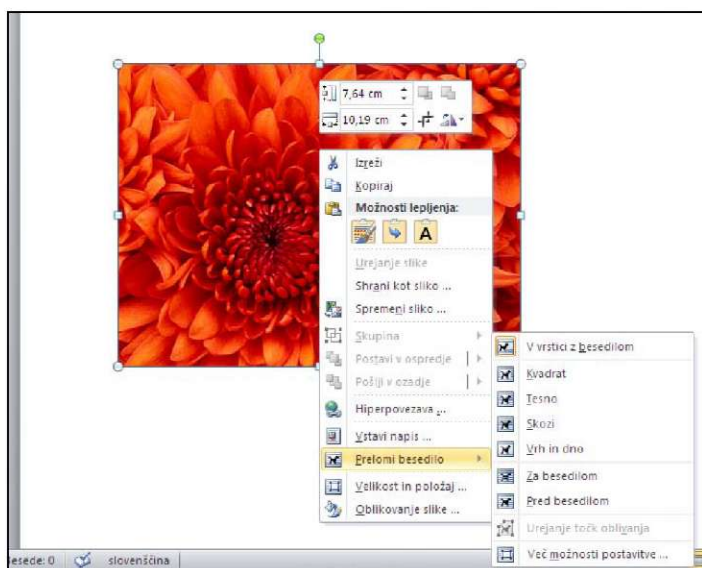 7,64 cm
10,19 cm
Izreži
Kopiraj
Možnosti lepljenja:
A
Urejanje slike
Shrani kot sliko ...
Spremeni sliko ...
Skupina
Postavi v ospredje
Pošlji v ozadje
Hiperpovezava ...
Vstavi napis ...
Prelomi besedilo
Velikost in položaj ...
Oblikovanje slike ...
V vrstici z besedilom
Kvadrat
Tesno
Skozi
Vrh in dno
Za besedilom
Pred besedilom
Urejanje točk oblivanja
Več možnosti postavitve ...
esede: 0
slovenščina